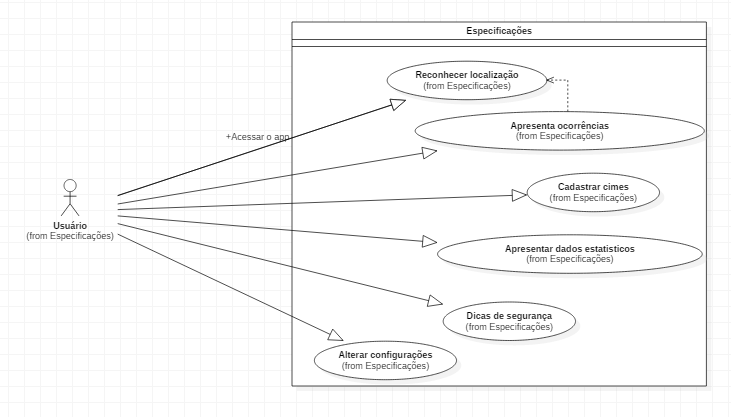 Especificações
Reconhecer localização
(from Especificações)
Apresenta ocorrências
(from Especificações)
+Acessar o app
Cadastrar cimes
(from Especificações)
Usuário
(from Especificações)
Apresentar dados estatisticos
(from Especificações)
Dicas de segurança
(from Especificações)
Alterar configurações
(from Especificações)